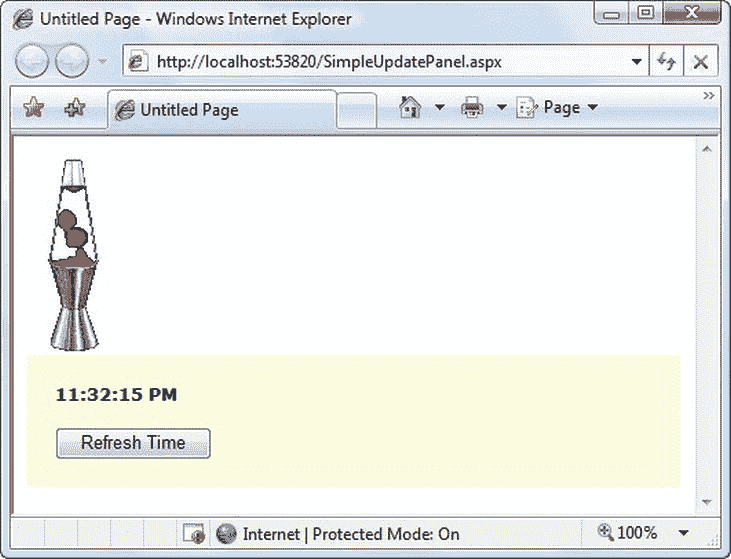 Untitled Page - Windows Internet Explorer
http://localhost:53820/SimpleUpdatePanel.aspx
Untitled Page
Page
11:32:15 PM
Refresh Time
Internet | Protected Mode: On
100%